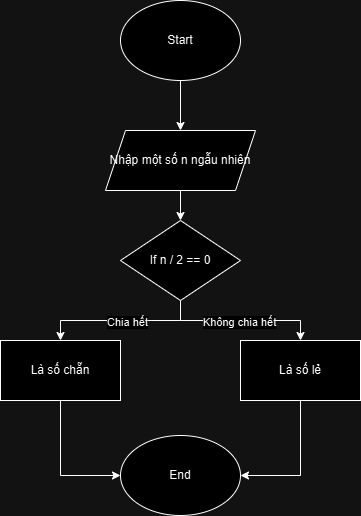 Start
Nhập một số n ngẫu nhiên
If n / 2 == 0
Chia hết
Không chia hết
Là số chẵn
Là số lẻ
End